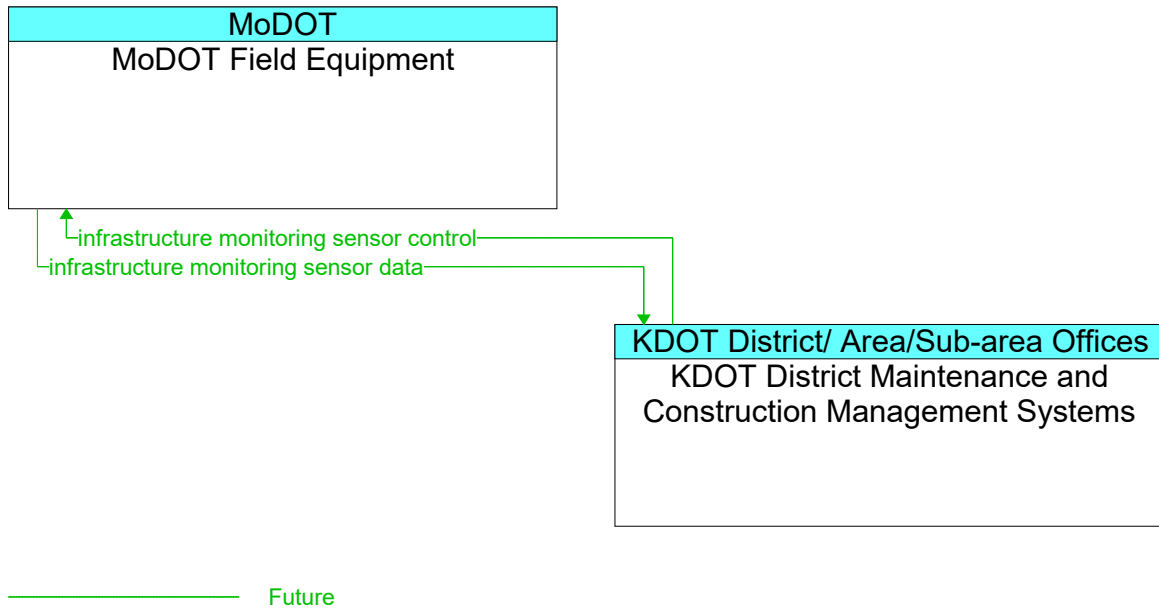 MoDOT
MoDOT Field Equipment
infrastructure monitoring sensor control
infrastructure monitoring sensor data
KDOT District/ Area/Sub-area Offices
KDOT District Maintenance and
Construction Management Systems
Future